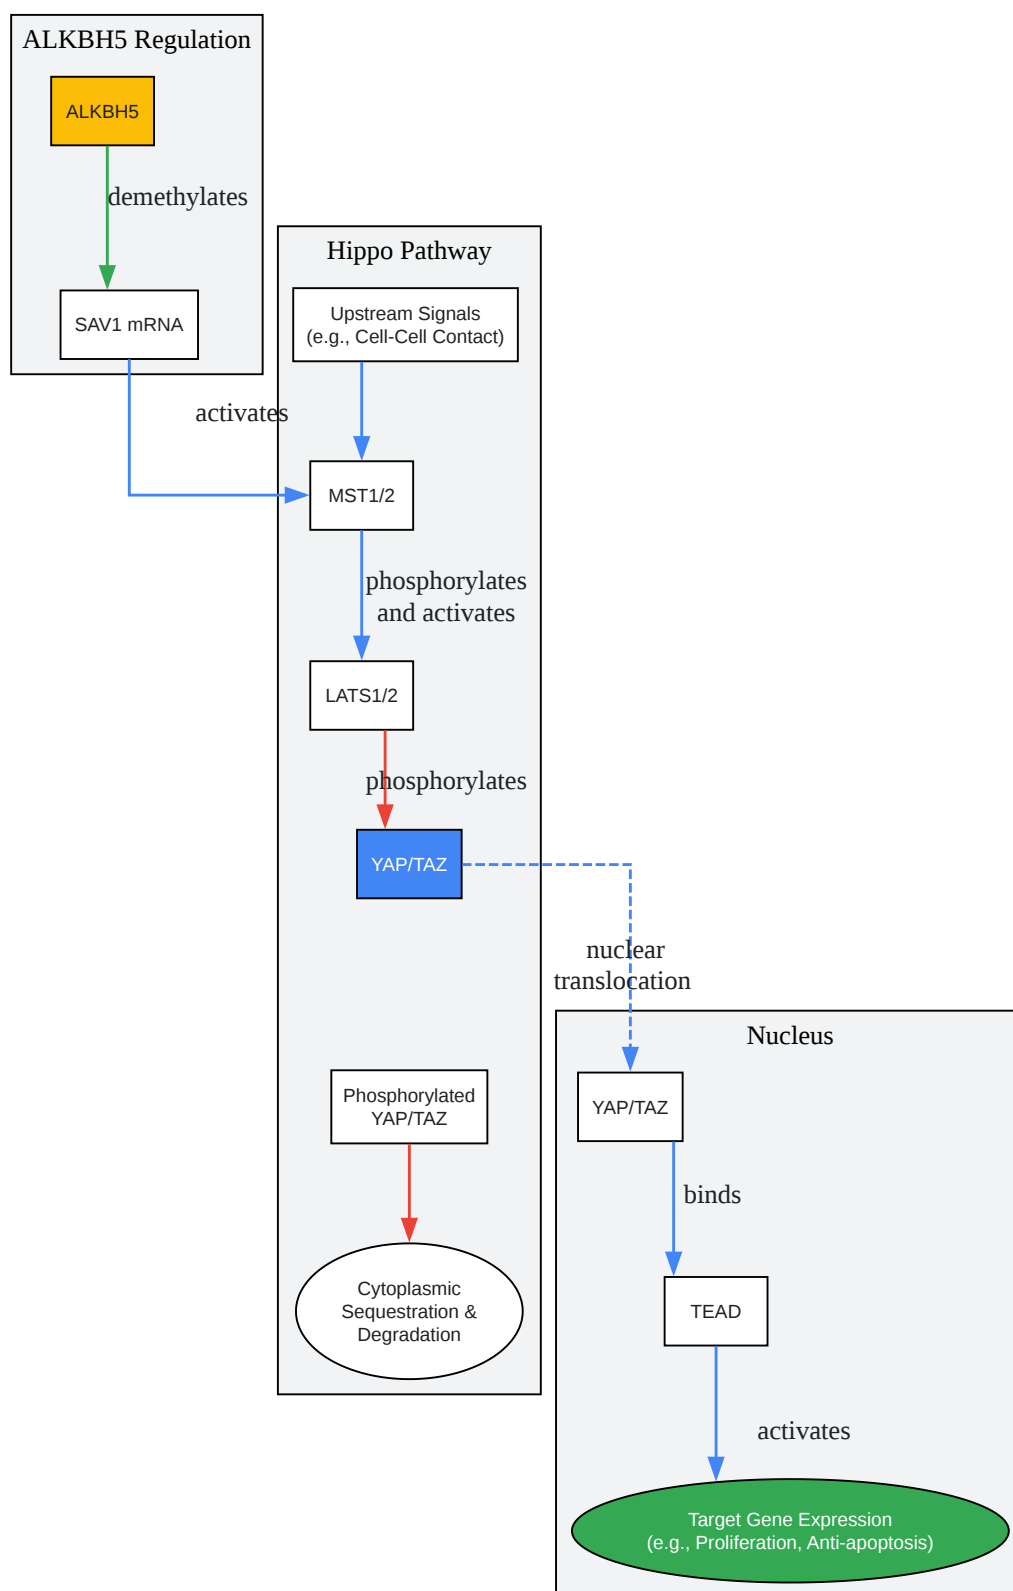 ALKBH5 Regulation
ALKBH5
demethylates
SAV1 mRNA
activates
Hippo Pathway
Upstream Signals
(e.g., Cell-Cell Contact)
MST1/2
phosphorylates
and activates
LATS1/2
phosphorylates
YAP/TAZ
nuclear
translocation
Phosphorylated
YAP/TAZ
Cytoplasmic
Sequestration &
Degradation
Nucleus
YAP/TAZ
binds
TEAD
activates
Target Gene Expression
(e.g., Proliferation, Anti-apoptosis)